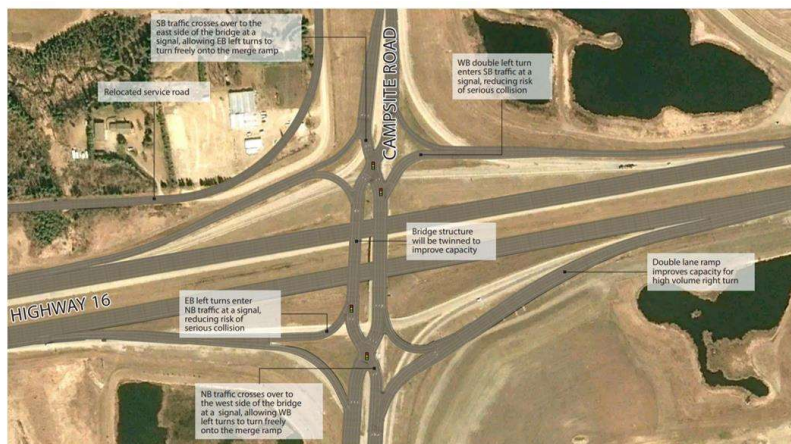 SB traffic crosses over to the
east side of the bridge at a
signal, allowing EB left turns to
turn freely onto the merge ramp
CAMPSITE ROAD
WB double left turn
enters SB traffic at a
signal, reducing risk
of serious collision
Relocated service road
Bridge structure
will be twinned to
improve capacity
Double lane ramp
improves capacity for
high volume right turn
HIGHWAY 16
EB left turns enter
NB traffic at a signal,
reducing risk of
serious collision
NB traffic crosses over to
the west side of the bridge
at a signal, allowing WB
left turns to turn freely
onto the merge ramp